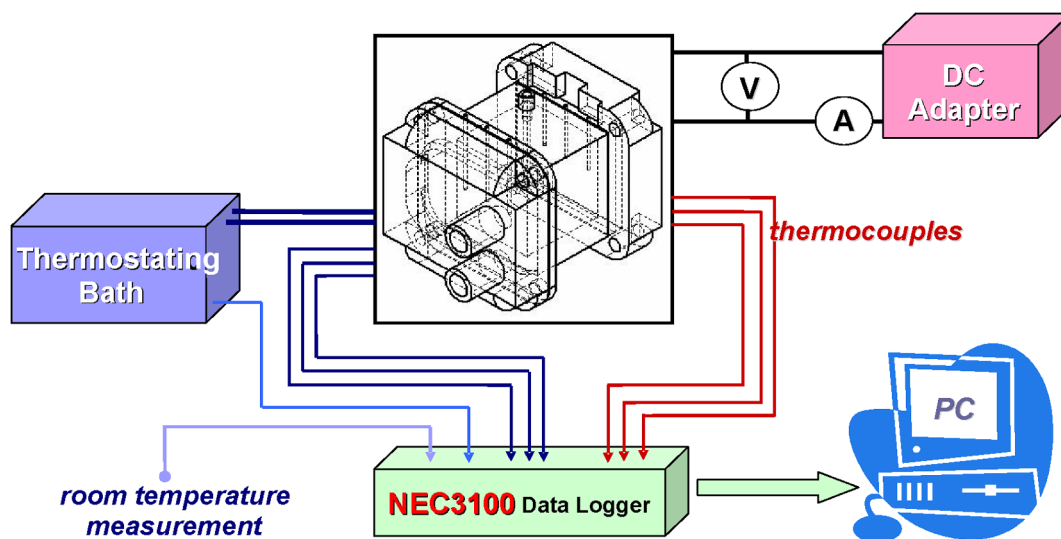 DC
Adapter
V
A
thermocouples
Thermostating
Bath
PC
room temperature
measurement
NEC3100 Data Logger